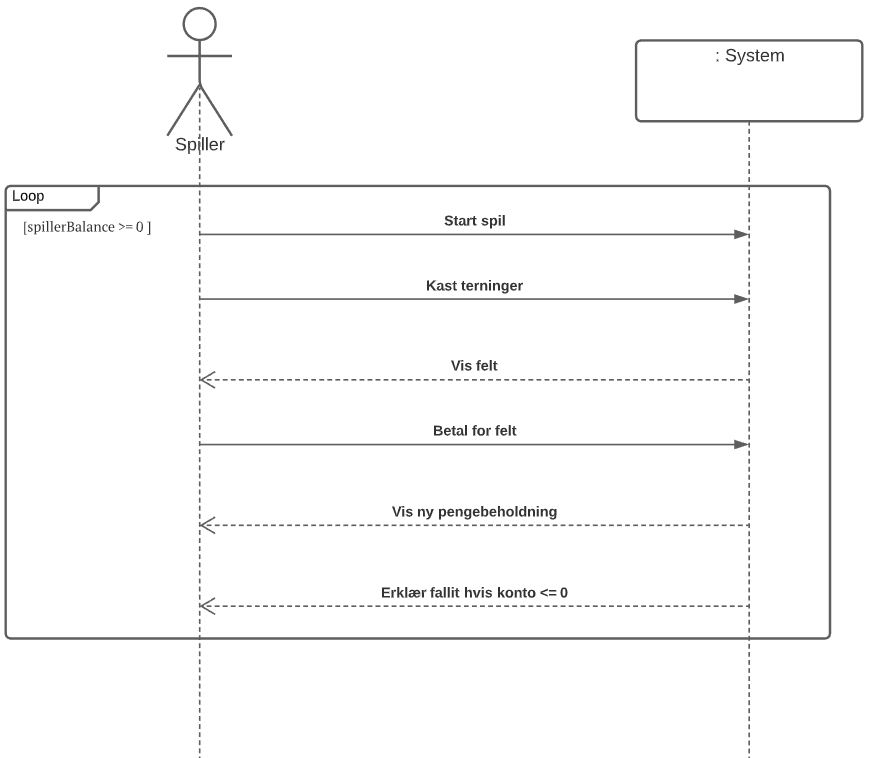 : System
Spiller
Loop
[spillerBalance >= 0 ]
Start spil
Kast terninger
Vis felt
Betal for felt
Vis ny pengebeholdning
Erklær fallit hvis konto <= 0